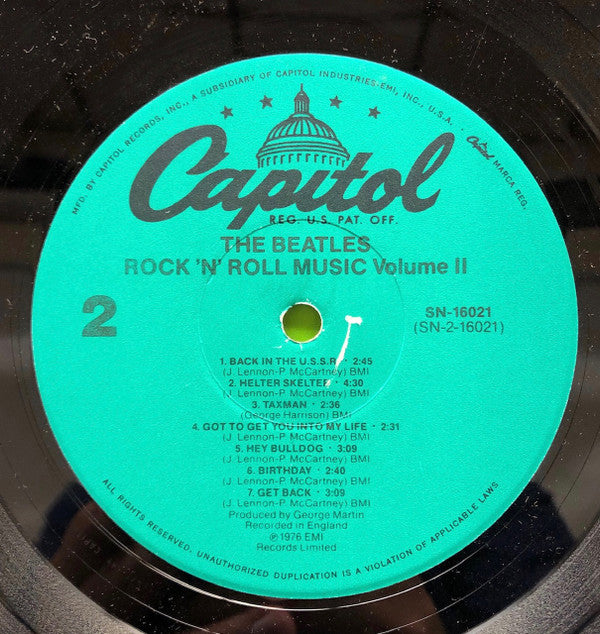 MFD. BY CAPITOL RECORDS, INC., A SUBSIDIARY OF CAPITOL INDUSTRIES-EMI, INC., U.S.A.
Capitol MARCA REG.
Capitol
REG. U.S. PAT. OFF.
THE BEATLES
ROCK 'N' ROLL MUSIC Volume II
2
SN-16021
(SN-2-16021)
1. BACK IN THE U.S.S.R. · 2:45
(J. Lennon-P. McCartney) BMI
2. HELTER SKELTER · 4:30
(J. Lennon-P. McCartney) BMI
3. TAXMAN · 2:36
(George Harrison) BMI
4. GOT TO GET YOU INTO MY LIFE · 2:31
(J. Lennon-P. McCartney) BMI
5. HEY BULLDOG · 3:09
(J. Lennon-P. McCartney) BMI
6. BIRTHDAY · 2:40
(J. Lennon-P. McCartney) BMI
7. GET BACK · 3:09
(J. Lennon-P. McCartney) BMI
Produced by George Martin
Recorded in England
℗1976 EMI
Records Limited
ALL RIGHTS RESERVED. UNAUTHORIZED DUPLICATION IS A VIOLATION OF APPLICABLE LAWS